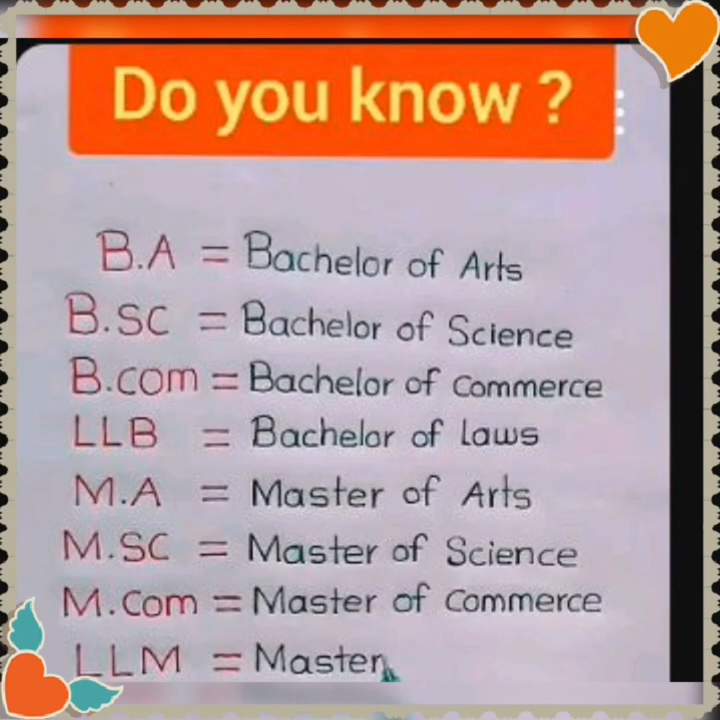 Do you know ?
B.A = Bachelor of Arts
B.SC = Bachelor of Science
B.com = Bachelor of Commerce
LLB = Bachelor of laws
M.A = Master of Arts
M.SC = Master of Science
M.Com = Master of Commerce
LLM = Master